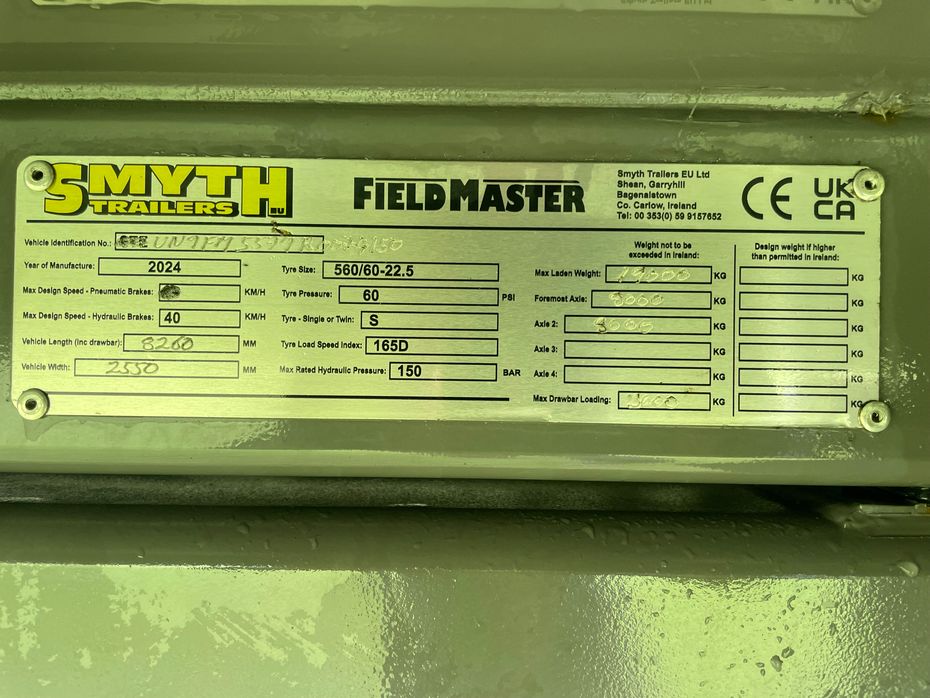 SMYTH
TRAILERS EU
FIELDMASTER
Smyth Trailers EU Ltd
Shean, Garryhill
Bagenalstown
Co. Carlow, Ireland
Tel: 00 353(0) 59 9157652
CE
UK
CA
Vehicle Identification No.:
Year of Manufacture: 2024
Max Design Speed - Pneumatic Brakes: KM/H
Max Design Speed - Hydraulic Brakes: 40 KM/H
Vehicle Length (inc drawbar): 8260 MM
Vehicle Width: 2550 MM
Tyre Size: 560/60-22.5
Tyre Pressure: 60 PSI
Tyre - Single or Twin: S
Tyre Load Speed Index: 165D
Max Rated Hydraulic Pressure: 150 BAR
Weight not to be
exceeded in Ireland:
Max Laden Weight: KG
Foremost Axle: 8000 KG
Axle 2: 8000 KG
Axle 3: KG
Axle 4: KG
Max Drawbar Loading: KG
Design weight if higher
than permitted in Ireland:
KG
KG
KG
KG
KG
KG